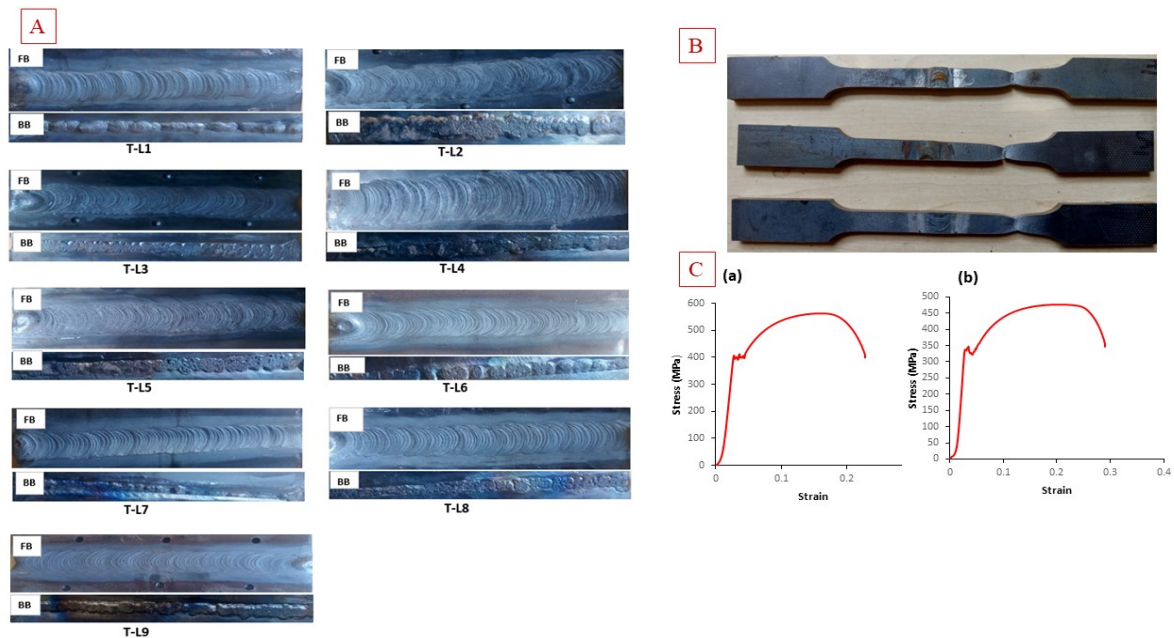 A
FB
BB
T-L1
FB
BB
T-L2
FB
BB
T-L3
FB
BB
T-L4
FB
BB
T-L5
FB
BB
T-L6
FB
BB
T-L7
FB
BB
T-L8
FB
BB
T-L9
B
C
(a)
600
500
400
300
200
100
0
0
0.1
0.2
Stress (MPa)
Strain
(b)
500
450
400
350
300
250
200
150
100
50
0
0
0.1
0.2
0.3
0.4
Stress (MPa)
Strain